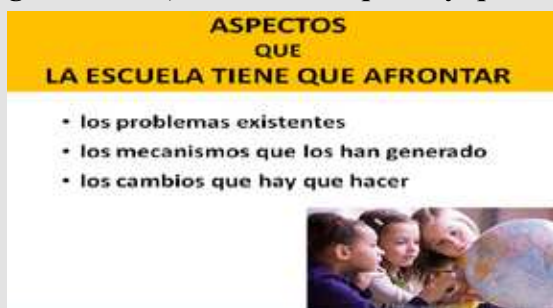 ASPECTOS
QUE
LA ESCUELA TIENE QUE AFRONTAR
• los problemas existentes
• los mecanismos que los han generado
• los cambios que hay que hacer